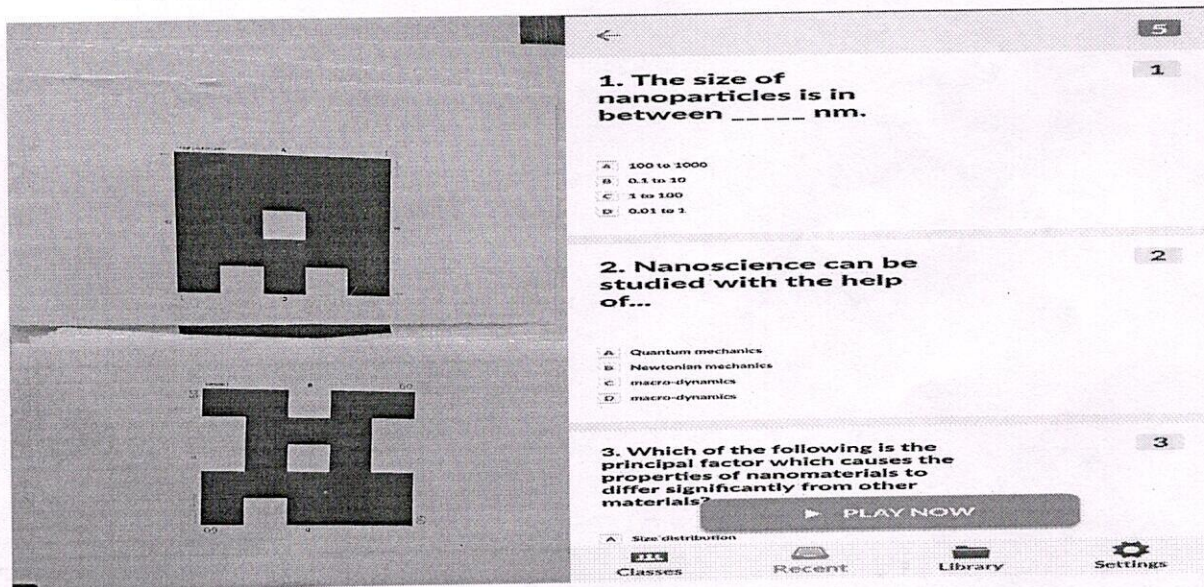 5
1. The size of
nanoparticles is in
between _____ nm.
1
A 100 to 1000
B 0.1 to 10
C 1 to 100
D 0.01 to 1
2. Nanoscience can be
studied with the help
of...
2
A Quantum mechanics
B Newtonian mechanics
C macro-dynamics
D macro-dynamics
3. Which of the following is the
principal factor which causes the
properties of nanomaterials to
differ significantly from other
materials?
3
PLAY NOW
A Size distribution
Classes
Recent
Library
Settings